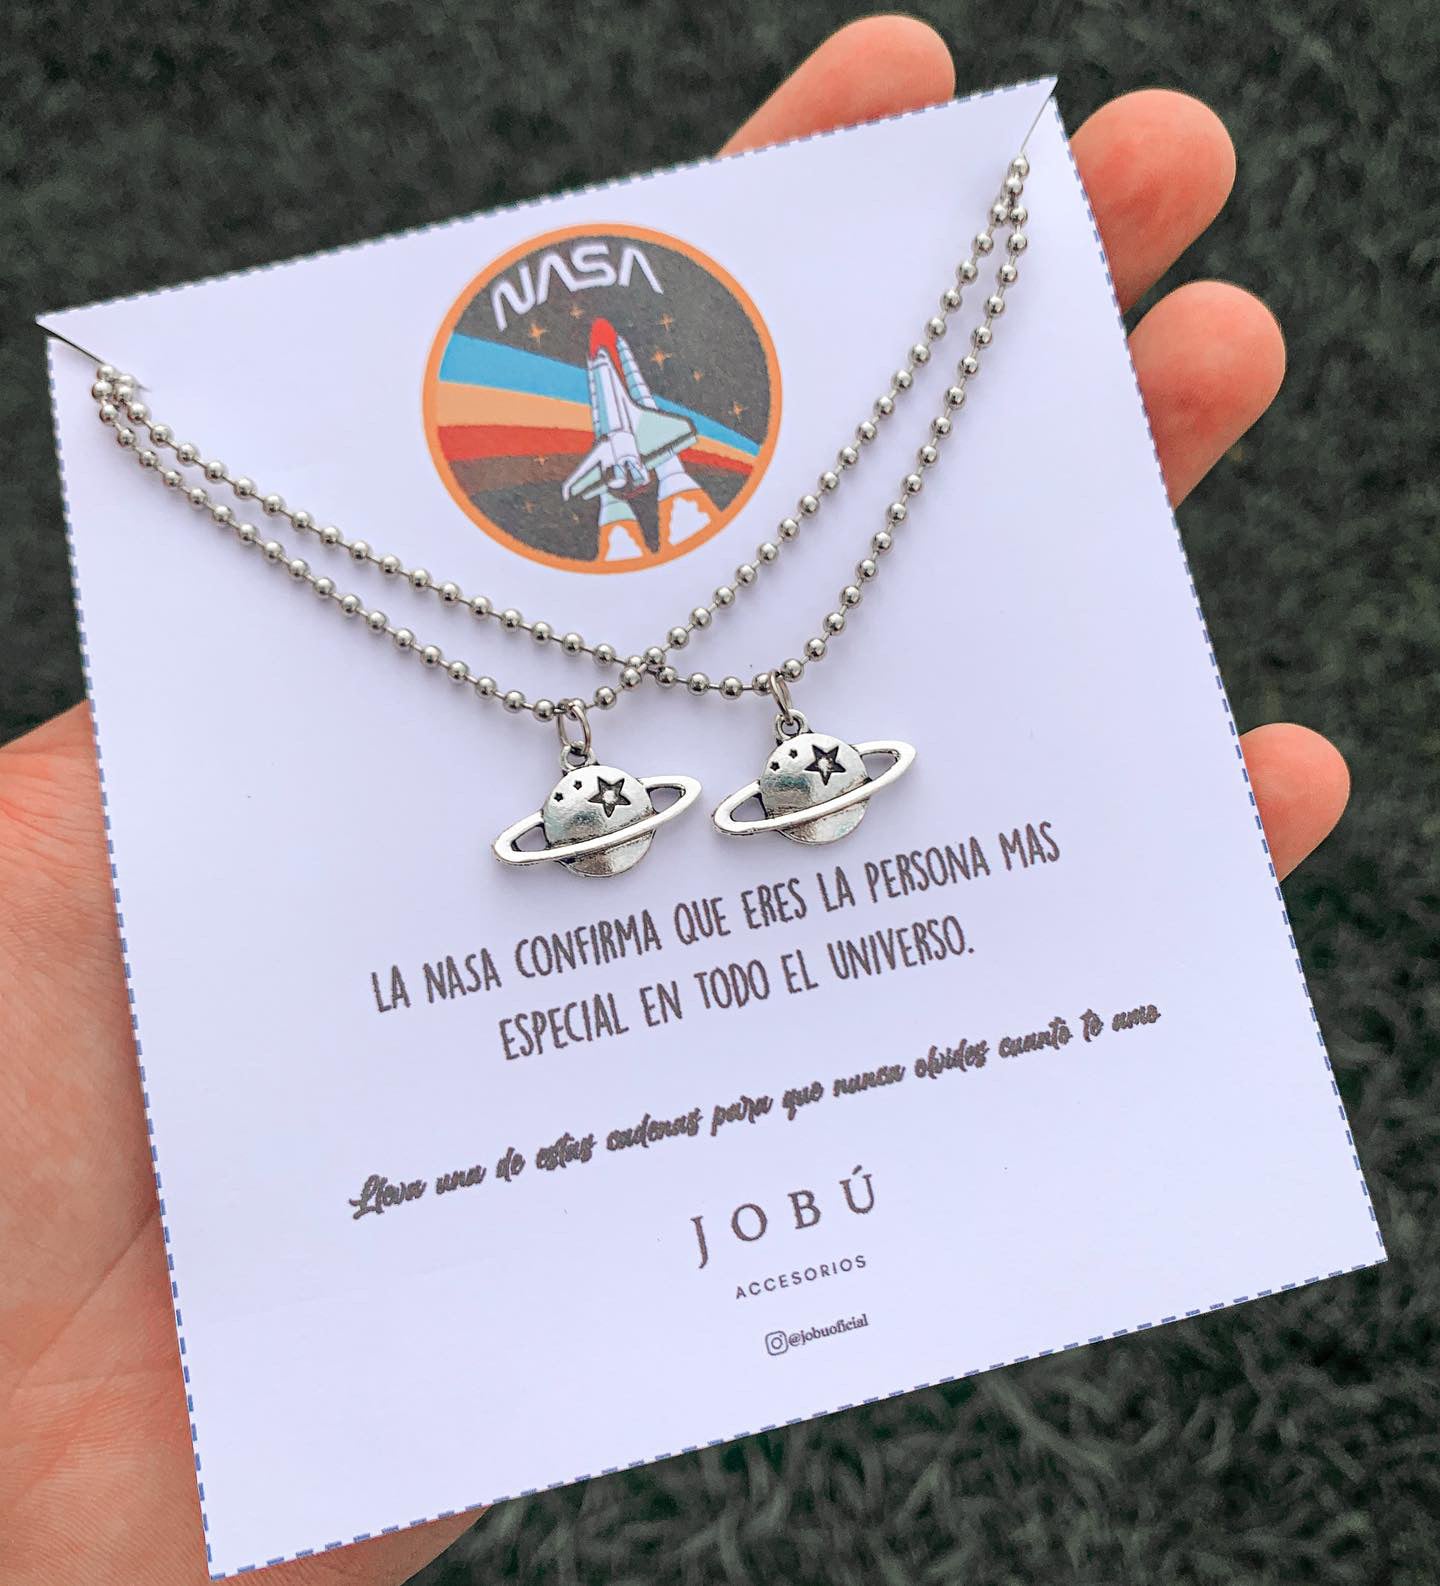 NASA
LA NASA CONFIRMA QUE ERES LA PERSONA MAS
ESPECIAL EN TODO EL UNIVERSO.
Lleva una de estas cadenas para que nunca olvides cuanto te amo
JOBÚ
ACCESORIOS
@jobuoficial